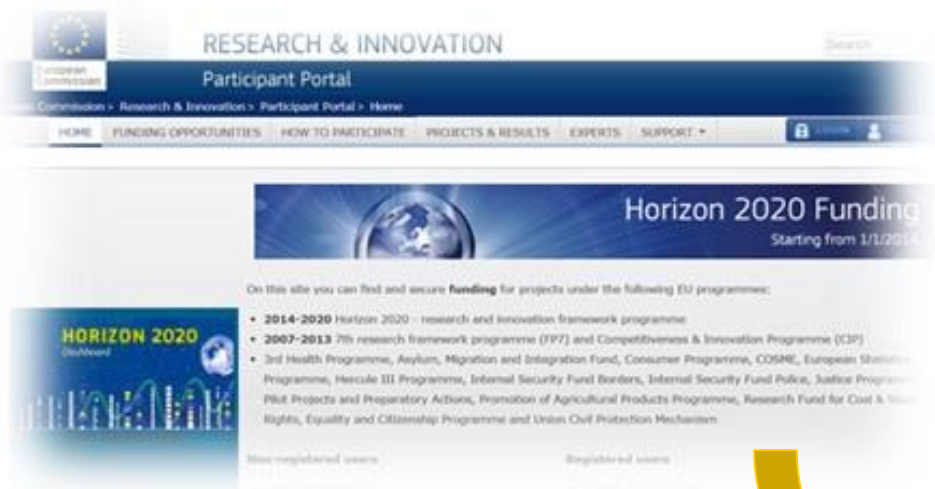 RESEARCH & INNOVATION
Search
European
Commission
Participant Portal
Commission > Research & Innovation > Participant Portal > Home
HOME FUNDING OPPORTUNITIES HOW TO PARTICIPATE PROJECTS & RESULTS EXPERTS SUPPORT
LOGIN
Horizon 2020 Funding
Starting from 1/1/2014
On this site you can find and secure funding for projects under the following EU programmes:
HORIZON 2020
Dashboard
• 2014-2020 Horizon 2020 - research and innovation framework programme
• 2007-2013 7th research framework programme (FP7) and Competitiveness & Innovation Programme (CIP)
• 3rd Health Programme, Asylum, Migration and Integration Fund, Consumer Programme, COSME, European
Programme, Hercule III Programme, Internal Security Fund Borders, Internal Security Fund Police, Justice
Pilot Projects and Preparatory Actions, Promotion of Agricultural Products Programme, Research Fund for Coal &
Rights, Equality and Citizenship Programme and Union Civil Protection Mechanism
Non-registered users Registered users